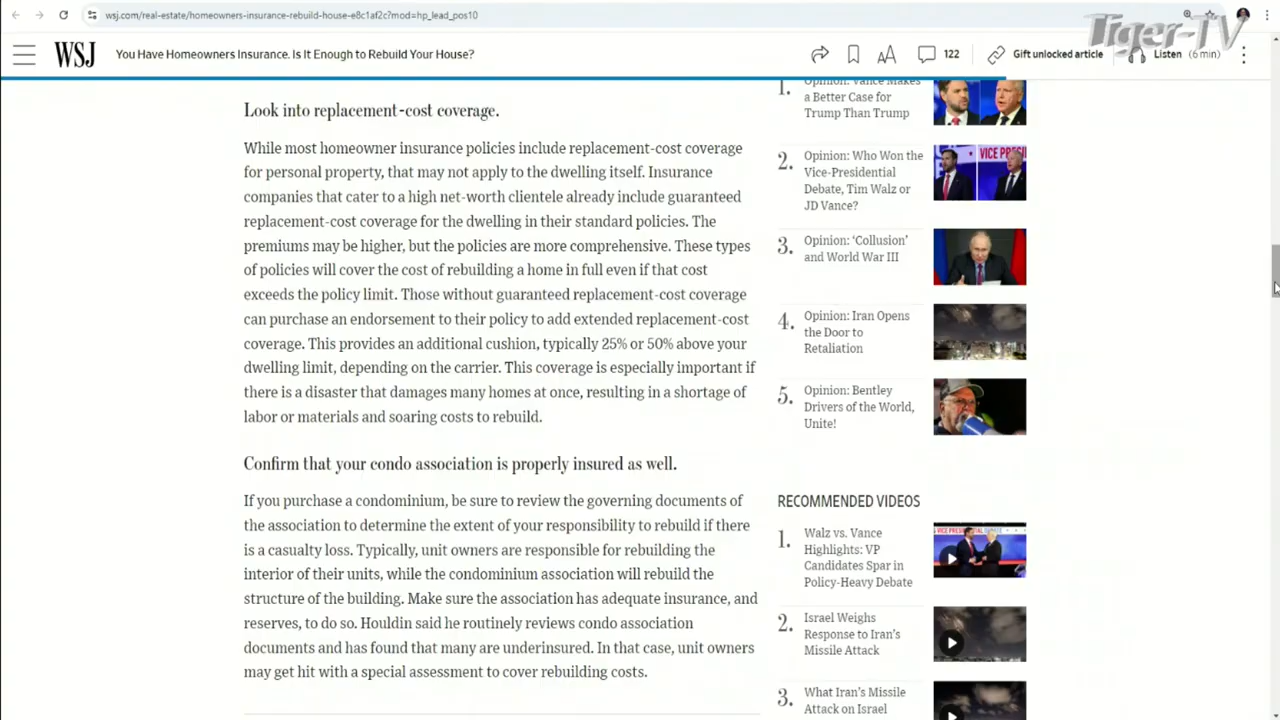 wsj.com/real-estate/homeowners-insurance-rebuild-house-e8c1af2c?mod=hp_lead_pos10
Tiger-TV
WSJ
You Have Homeowners Insurance. Is It Enough to Rebuild Your House?
122
Gift unlocked article
Listen (6 min)
Look into replacement-cost coverage.
While most homeowner insurance policies include replacement-cost coverage
for personal property, that may not apply to the dwelling itself. Insurance
companies that cater to a high net-worth clientele already include guaranteed
replacement-cost coverage for the dwelling in their standard policies. The
premiums may be higher, but the policies are more comprehensive. These types
of policies will cover the cost of rebuilding a home in full even if that cost
exceeds the policy limit. Those without guaranteed replacement-cost coverage
can purchase an endorsement to their policy to add extended replacement-cost
coverage. This provides an additional cushion, typically 25% or 50% above your
dwelling limit, depending on the carrier. This coverage is especially important if
there is a disaster that damages many homes at once, resulting in a shortage of
labor or materials and soaring costs to rebuild.
Confirm that your condo association is properly insured as well.
If you purchase a condominium, be sure to review the governing documents of
the association to determine the extent of your responsibility to rebuild if there
is a casualty loss. Typically, unit owners are responsible for rebuilding the
interior of their units, while the condominium association will rebuild the
structure of the building. Make sure the association has adequate insurance, and
reserves, to do so. Houldin said he routinely reviews condo association
documents and has found that many are underinsured. In that case, unit owners
may get hit with a special assessment to cover rebuilding costs.
1. Opinion: Vance Makes
a Better Case for
Trump Than Trump
2. Opinion: Who Won the
Vice-Presidential
Debate, Tim Walz or
JD Vance?
VICE PRESI
3. Opinion: 'Collusion'
and World War III
4. Opinion: Iran Opens
the Door to
Retaliation
5. Opinion: Bentley
Drivers of the World,
Unite!
RECOMMENDED VIDEOS
1. Walz vs. Vance
Highlights: VP
Candidates Spar in
Policy-Heavy Debate
2. Israel Weighs
Response to Iran's
Missile Attack
3. What Iran's Missile
Attack on Israel